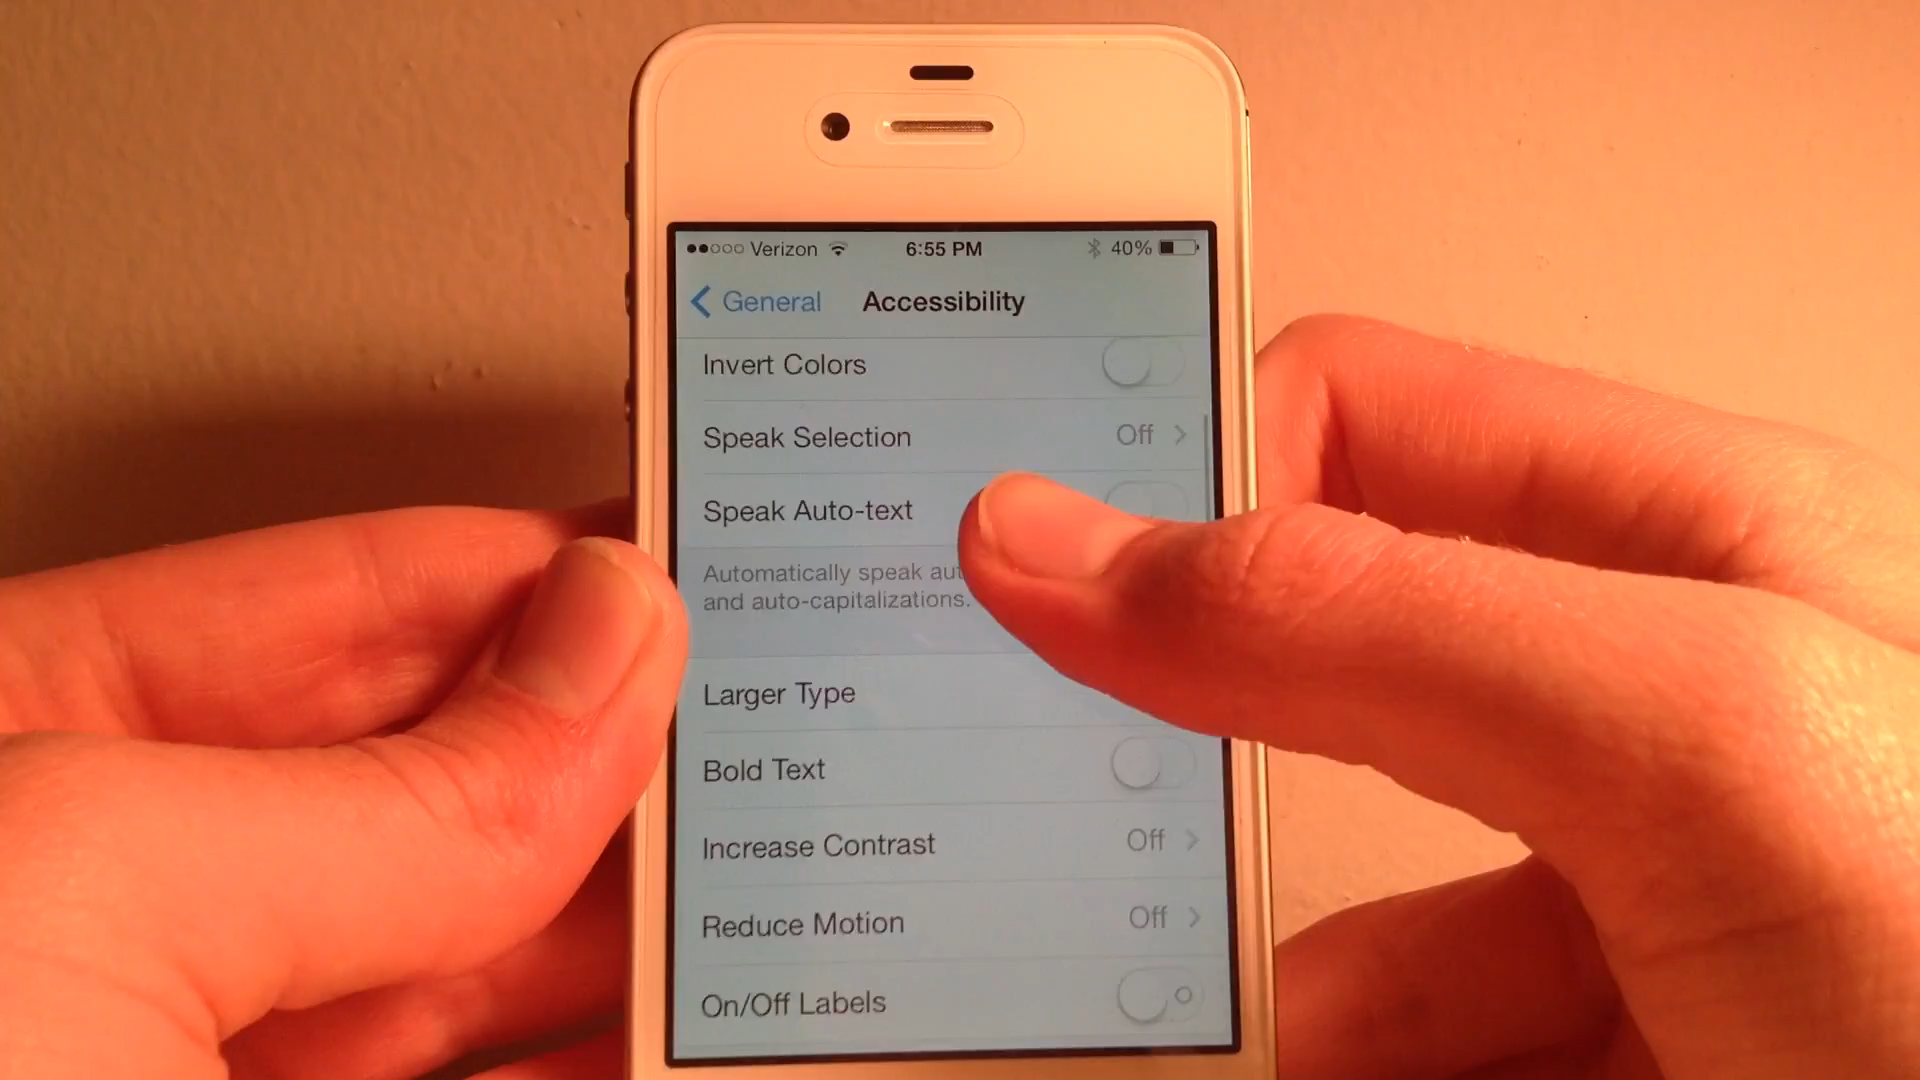 Verizon 6:55 PM 40%
General Accessibility
Invert Colors
Speak Selection Off
Speak Auto-text
Automatically speak
and auto-capitalizations.
Larger Type
Bold Text
Increase Contrast Off
Reduce Motion Off
On/Off Labels